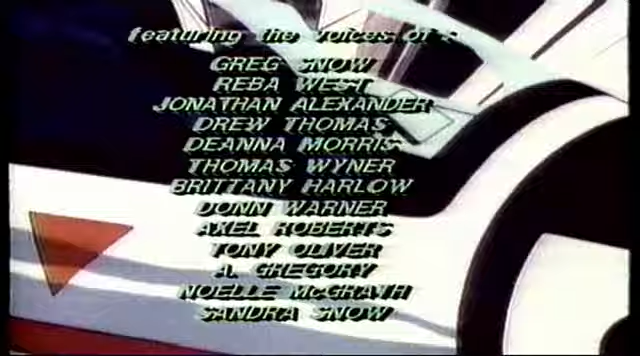 featuring the voices of:
GREG SNOW
REBA WEST
JONATHAN ALEXANDER
DREW THOMAS
DEANNA MORRIS
THOMAS WYNER
BRITTANY HARLOW
DONN WARNER
AXEL ROBERTS
TONY OLIVER
A. GREGORY
NOELLE McGRATH
SANDRA SNOW